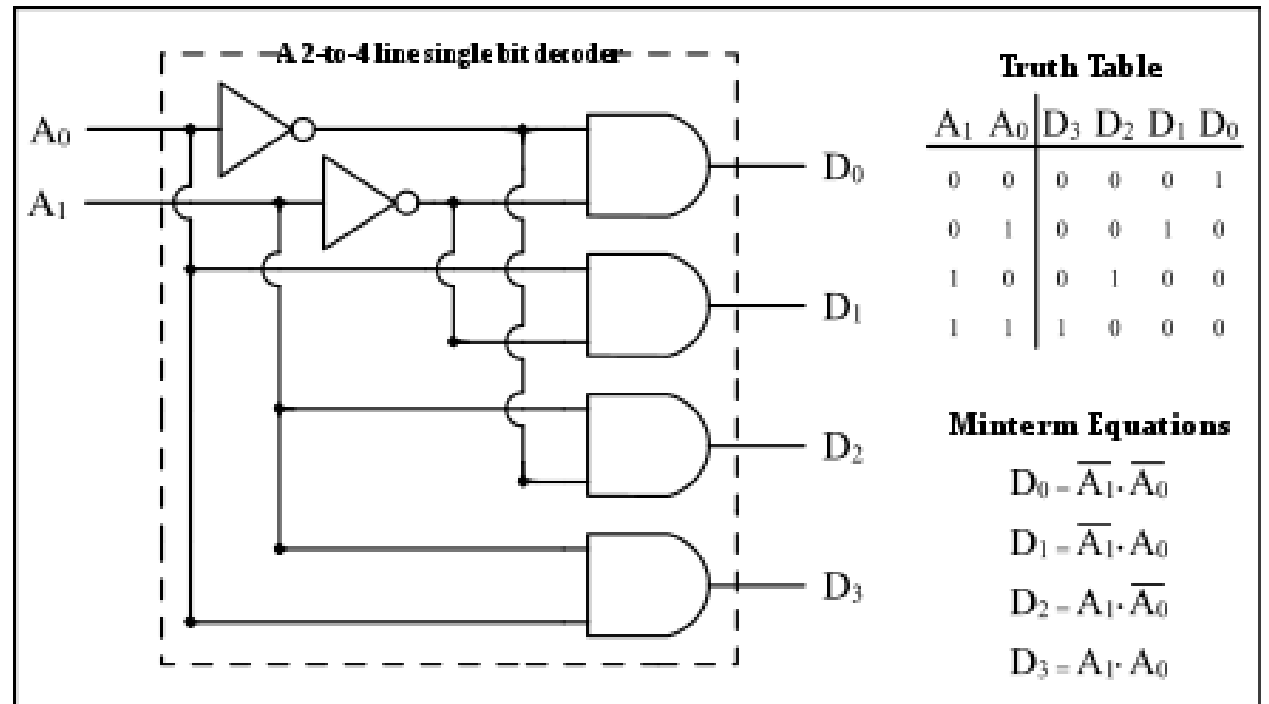 A 2-to-4 line single bit decoder
A₀
A₁
D₀
D₁
D₂
D₃
Truth Table
A₁ A₀ D₃ D₂ D₁ D₀
0 0 0 0 0 1
0 1 0 0 1 0
1 0 0 1 0 0
1 1 1 0 0 0
Minterm Equations
D₀ = A̅₁ · A̅₀
D₁ = A̅₁ · A₀
D₂ = A₁ · A̅₀
D₃ = A₁ · A₀